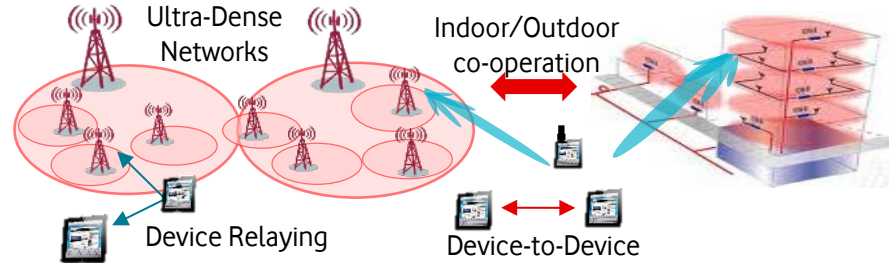 Ultra-Dense
Networks
Indoor/Outdoor
co-operation
Device Relaying
Device-to-Device